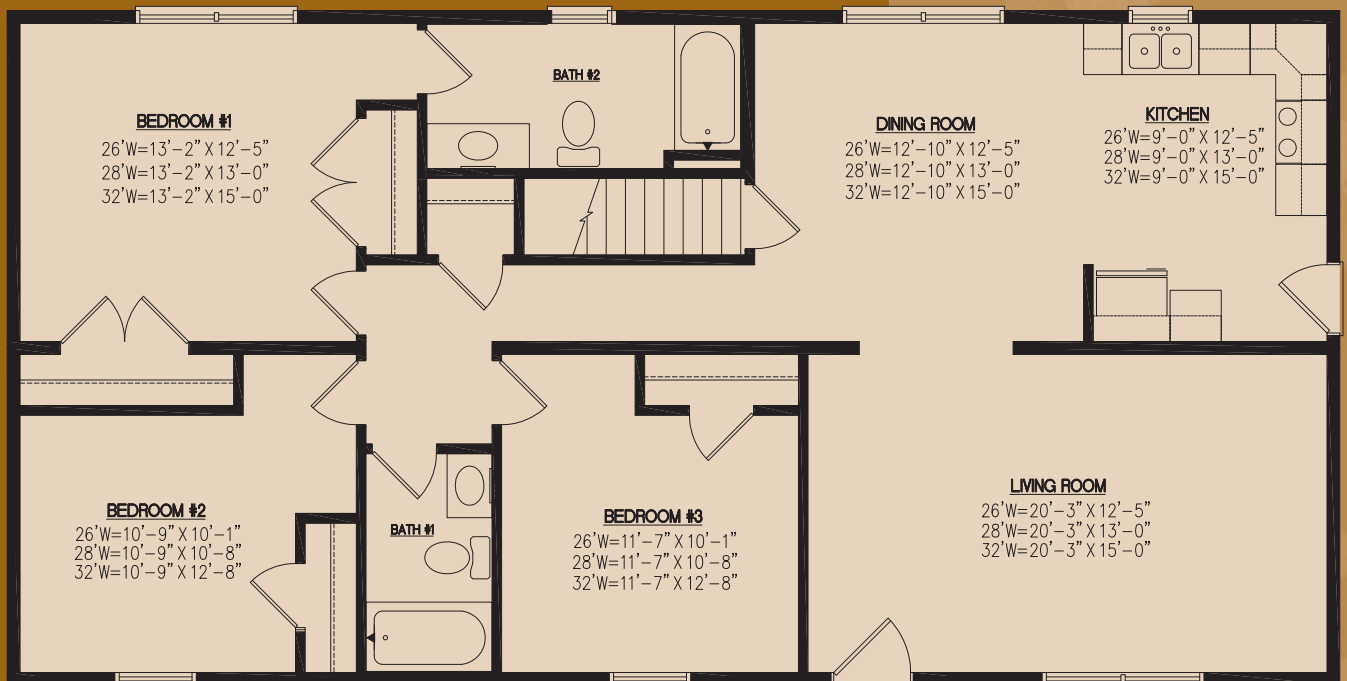 BATH #2
BEDROOM #1
26'W=13'-2" X 12'-5"
28'W=13'-2" X 13'-0"
32'W=13'-2" X 15'-0"
DINING ROOM
26'W=12'-10" X 12'-5"
28'W=12'-10" X 13'-0"
32'W=12'-10" X 15'-0"
KITCHEN
26'W=9'-0" X 12'-5"
28'W=9'-0" X 13'-0"
32'W=9'-0" X 15'-0"
BEDROOM #2
26'W=10'-9" X 10'-1"
28'W=10'-9" X 10'-8"
32'W=10'-9" X 12'-8"
BATH #1
BEDROOM #3
26'W=11'-7" X 10'-1"
28'W=11'-7" X 10'-8"
32'W=11'-7" X 12'-8"
LIVING ROOM
26'W=20'-3" X 12'-5"
28'W=20'-3" X 13'-0"
32'W=20'-3" X 15'-0"